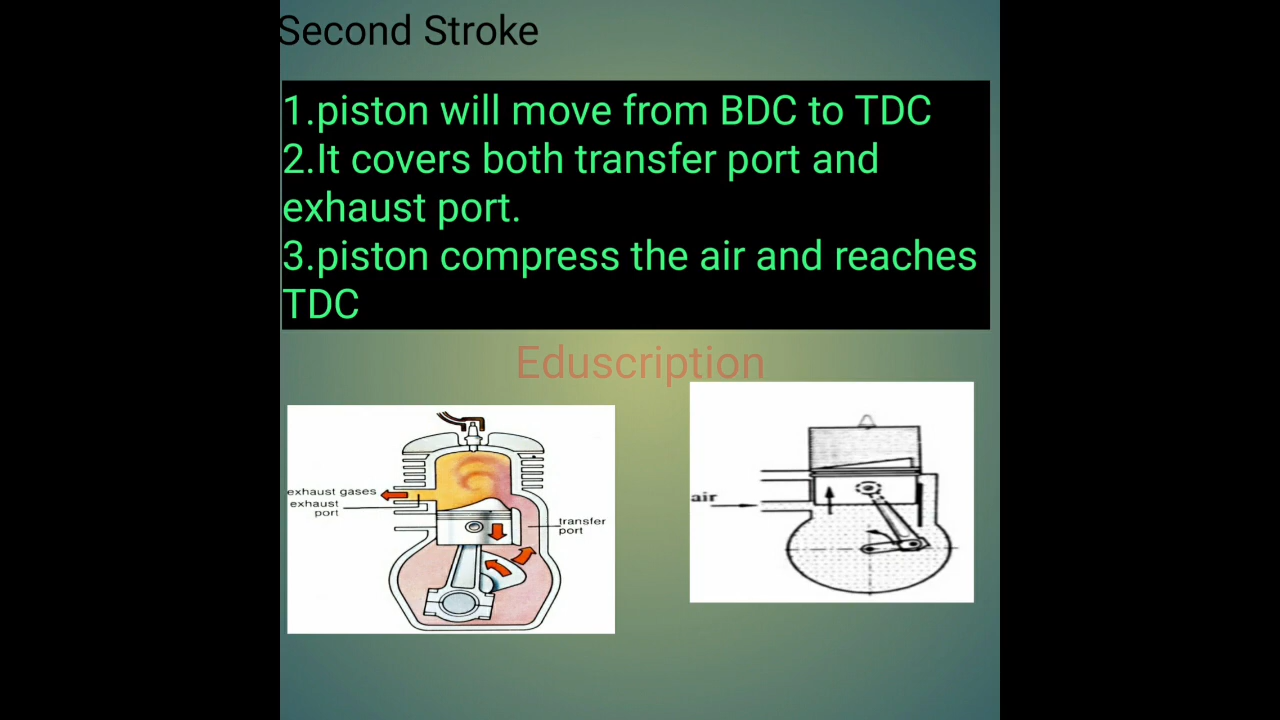 Second Stroke
1.piston will move from BDC to TDC
2.It covers both transfer port and
exhaust port.
3.piston compress the air and reaches
TDC
Eduscription
exhaust gases
exhaust
port
transfer
port
air